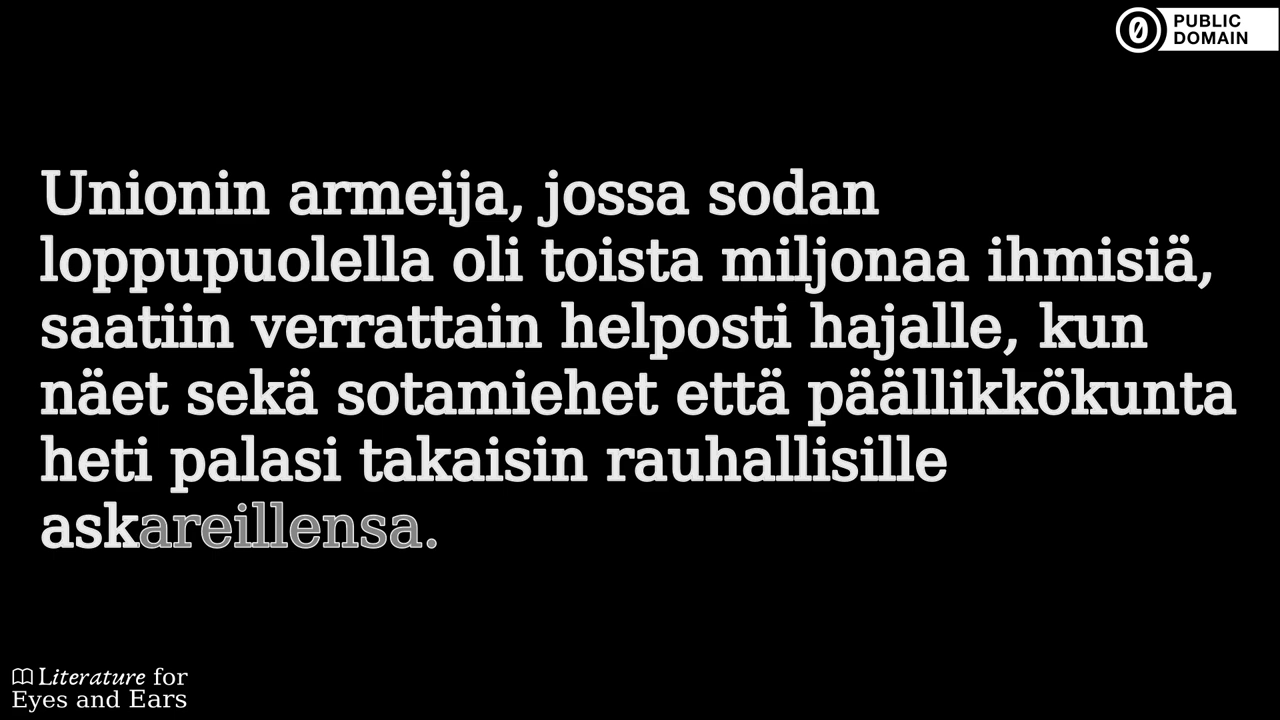 PUBLIC
DOMAIN
Unionin armeija, jossa sodan
loppupuolella oli toista miljonaa ihmisiä,
saatiin verrattain helposti hajalle, kun
näet sekä sotamiehet että päällikkökunta
heti palasi takaisin rauhallisille
askareillensa.
Literature for
Eyes and Ears